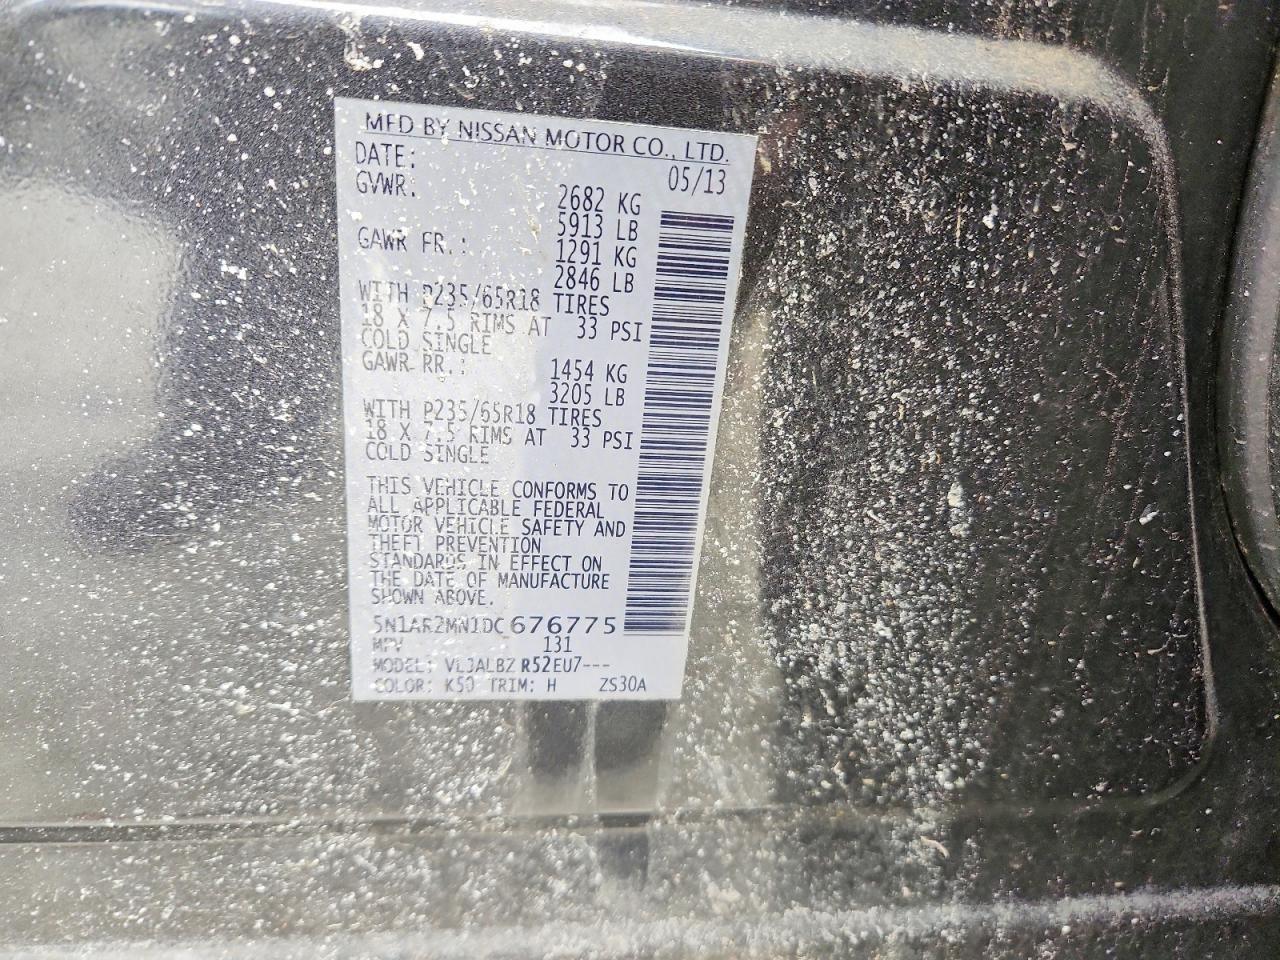 MFD BY NISSAN MOTOR CO., LTD.
DATE: 05/13
GVWR: 2682 KG
5913 LB
GAWR FR.: 1291 KG
2846 LB
WITH P235/65R18 TIRES
18 X 7.5 RIMS AT 33 PSI
COLD SINGLE
GAWR RR.: 1454 KG
3205 LB
WITH P235/65R18 TIRES
18 X 7.5 RIMS AT 33 PSI
COLD SINGLE
THIS VEHICLE CONFORMS TO
ALL APPLICABLE FEDERAL
MOTOR VEHICLE SAFETY AND
THEFT PREVENTION
STANDARDS IN EFFECT ON
THE DATE OF MANUFACTURE
SHOWN ABOVE.
5N1AR2MN1DC676775
MPV 131
MODEL: VL3ALBZ R52EU7---
COLOR: K50 TRIM: H ZS30A